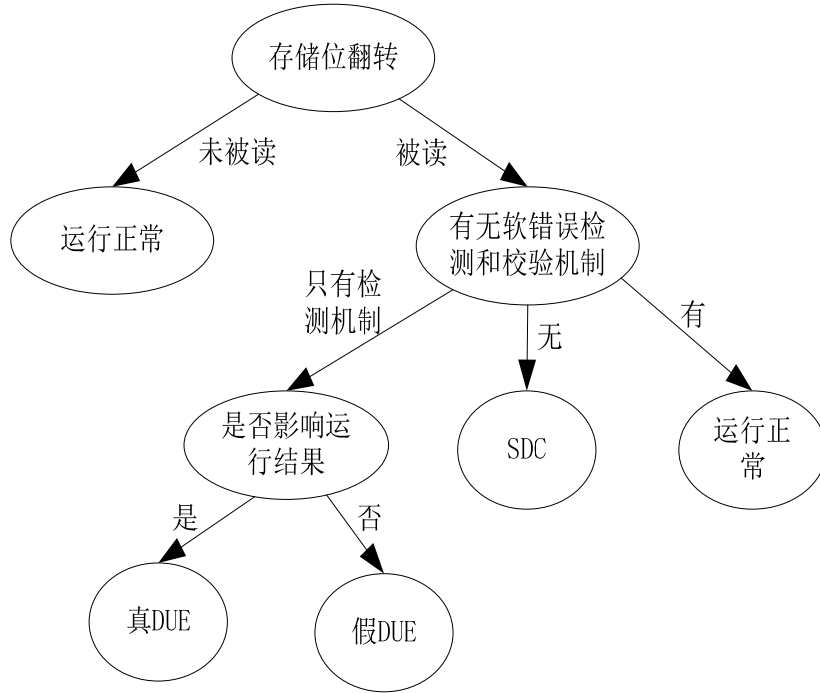 存储位翻转
未被读
被读
运行正常
有无软错误检
测和校验机制
只有检
测机制
无
有
是否影响运
行结果
SDC
运行正
常
是
否
真DUE
假DUE